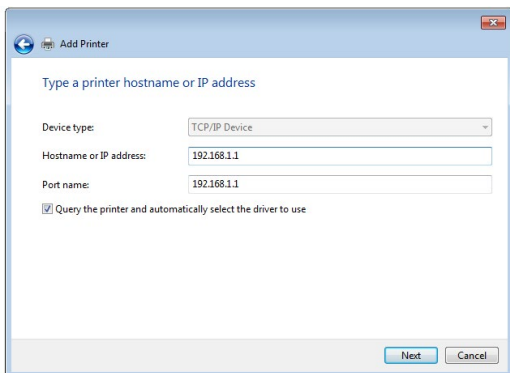 Add Printer
Type a printer hostname or IP address
Device type: TCP/IP Device
Hostname or IP address: 192.168.1.1
Port name: 192.168.1.1
Query the printer and automatically select the driver to use
Next Cancel